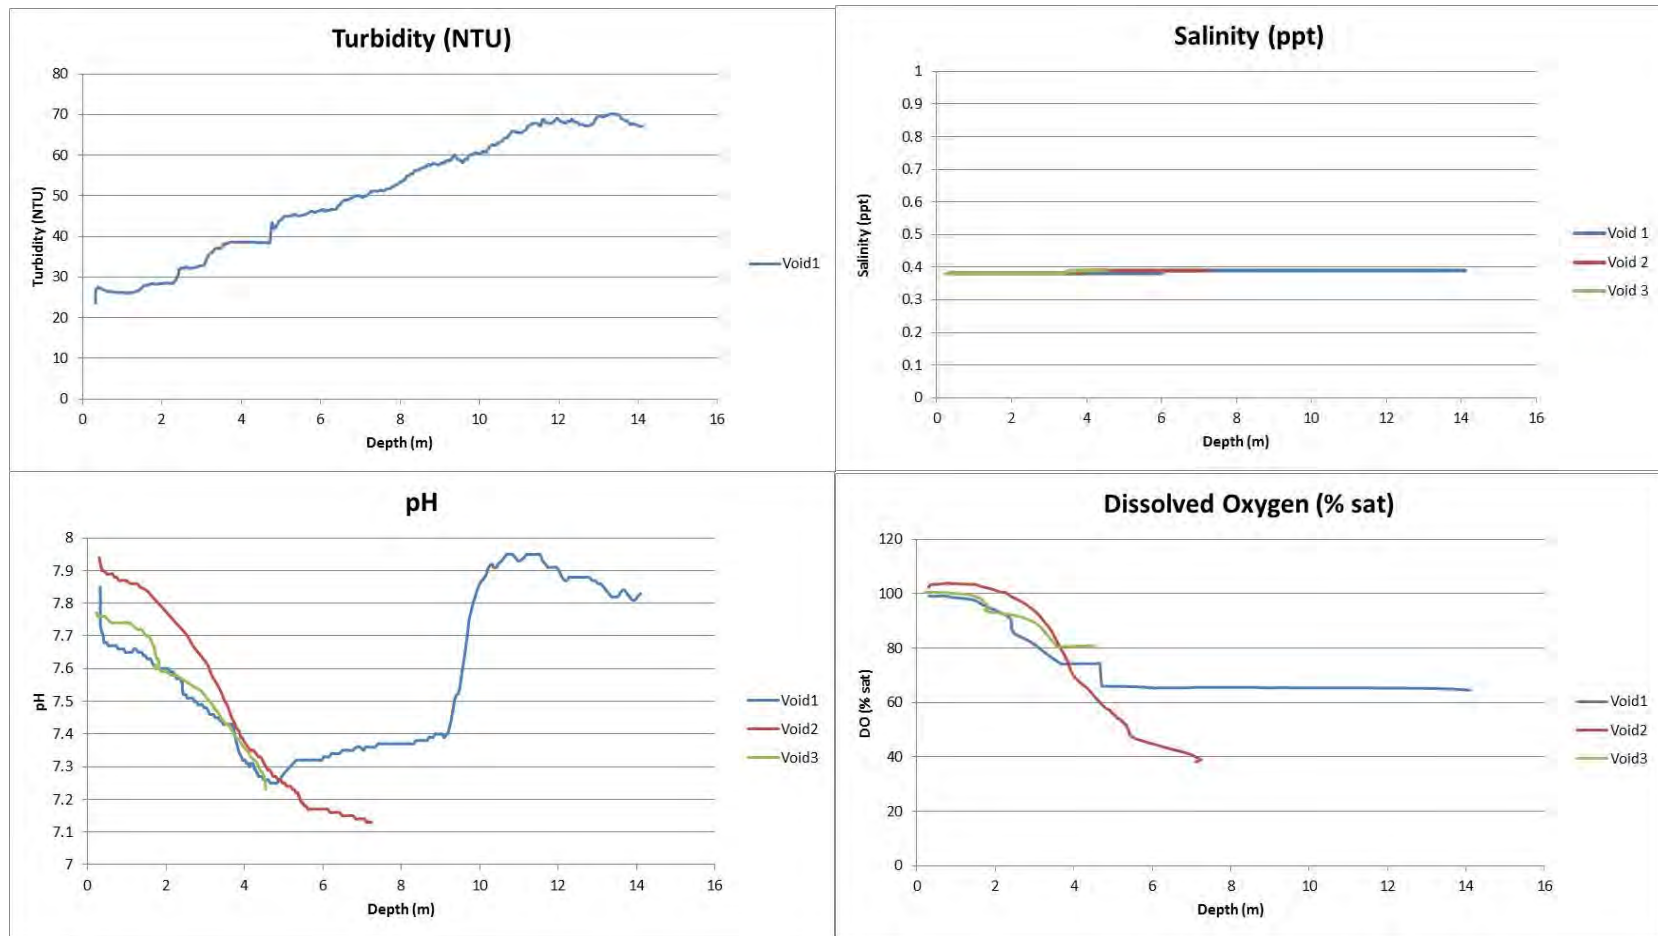 Turbidity (NTU)
80
70
60
50
40
30
20
10
0
Turbidity (NTU)
0 2 4 6 8 10 12 14 16
Depth (m)
Void1
Salinity (ppt)
1
0.9
0.8
0.7
0.6
0.5
0.4
0.3
0.2
0.1
0
Salinity (ppt)
0 2 4 6 8 10 12 14 16
Depth (m)
Void 1
Void 2
Void 3
pH
8
7.9
7.8
7.7
7.6
7.5
7.4
7.3
7.2
7.1
7
pH
0 2 4 6 8 10 12 14 16
Depth (m)
Void1
Void2
Void3
Dissolved Oxygen (% sat)
120
100
80
60
40
20
0
DO (% sat)
0 2 4 6 8 10 12 14 16
Depth (m)
Void1
Void2
Void3